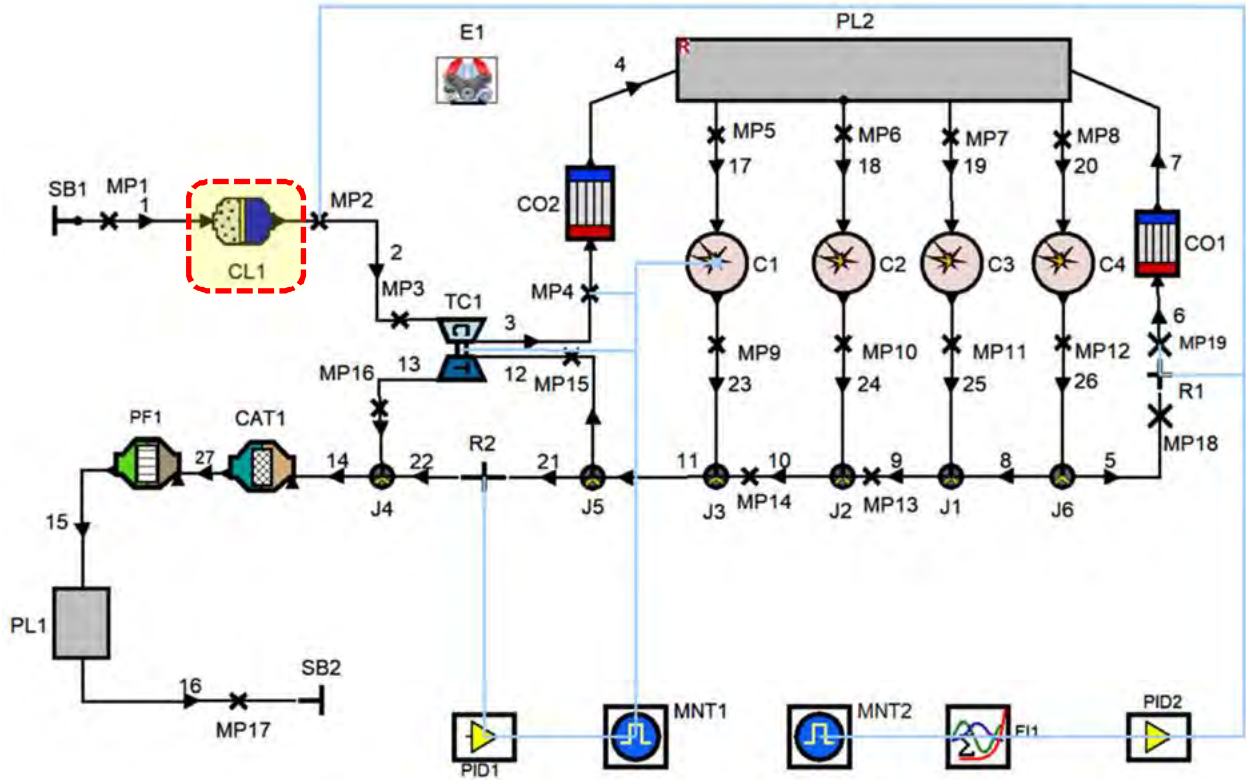 E1
PL2
R
4
MP5
MP6
MP7
MP8
17
18
19
20
7
SB1
MP1
1
MP2
CO2
CO1
CL1
2
C1
C2
C3
C4
MP3
TC1
MP4
C
3
6
MP19
T
13
12
MP15
MP16
MP9
MP10
MP11
MP12
R1
23
24
25
26
MP18
PF1
CAT1
R2
27
14
22
21
11
10
9
8
5
J4
J5
J3
MP14
J2
MP13
J1
J6
15
PL1
16
SB2
MP17
MNT1
MNT2
PID2
PID1
Σ